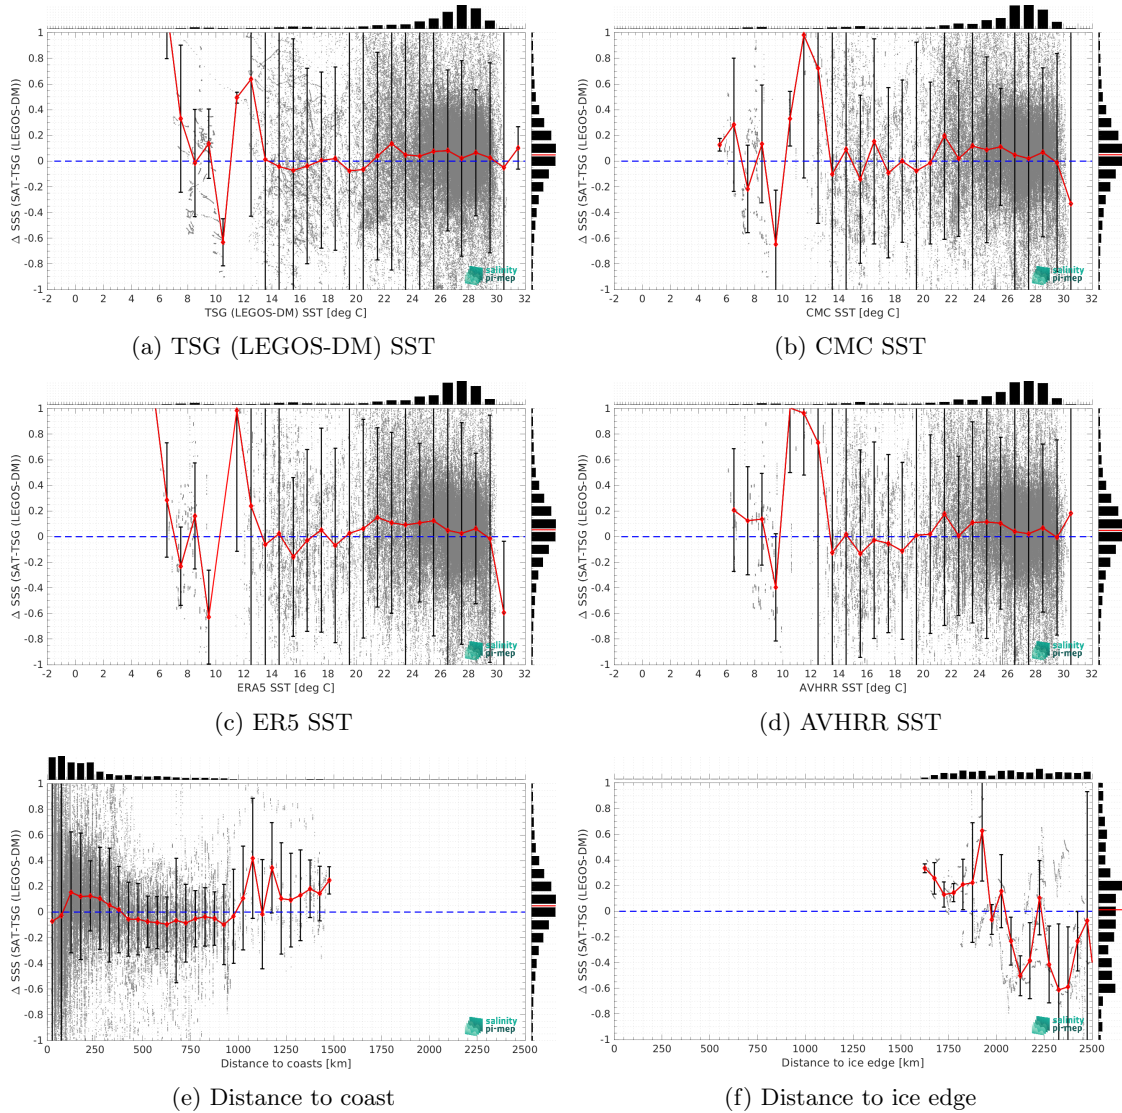 1
0.8
0.6
0.4
0.2
0
-0.2
-0.4
-0.6
-0.8
-1
Δ SSS (SAT-TSG (LEGOS-DM))
salinity
pi-mep
-2 0 2 4 6 8 10 12 14 16 18 20 22 24 26 28 30 32
TSG (LEGOS-DM) SST [deg C]
(a) TSG (LEGOS-DM) SST
1
0.8
0.6
0.4
0.2
0
-0.2
-0.4
-0.6
-0.8
-1
Δ SSS (SAT-TSG (LEGOS-DM))
salinity
pi-mep
-2 0 2 4 6 8 10 12 14 16 18 20 22 24 26 28 30 32
CMC SST [deg C]
(b) CMC SST
1
0.8
0.6
0.4
0.2
0
-0.2
-0.4
-0.6
-0.8
-1
Δ SSS (SAT-TSG (LEGOS-DM))
salinity
pi-mep
-2 0 2 4 6 8 10 12 14 16 18 20 22 24 26 28 30 32
ERA5 SST [deg C]
(c) ER5 SST
1
0.8
0.6
0.4
0.2
0
-0.2
-0.4
-0.6
-0.8
-1
Δ SSS (SAT-TSG (LEGOS-DM))
salinity
pi-mep
-2 0 2 4 6 8 10 12 14 16 18 20 22 24 26 28 30 32
AVHRR SST [deg C]
(d) AVHRR SST
1
0.8
0.6
0.4
0.2
0
-0.2
-0.4
-0.6
-0.8
-1
Δ SSS (SAT-TSG (LEGOS-DM))
salinity
pi-mep
0 250 500 750 1000 1250 1500 1750 2000 2250 2500
Distance to coasts [km]
(e) Distance to coast
1
0.8
0.6
0.4
0.2
0
-0.2
-0.4
-0.6
-0.8
-1
Δ SSS (SAT-TSG (LEGOS-DM))
salinity
pi-mep
0 250 500 750 1000 1250 1500 1750 2000 2250 2500
Distance to ice edge [km]
(f) Distance to ice edge